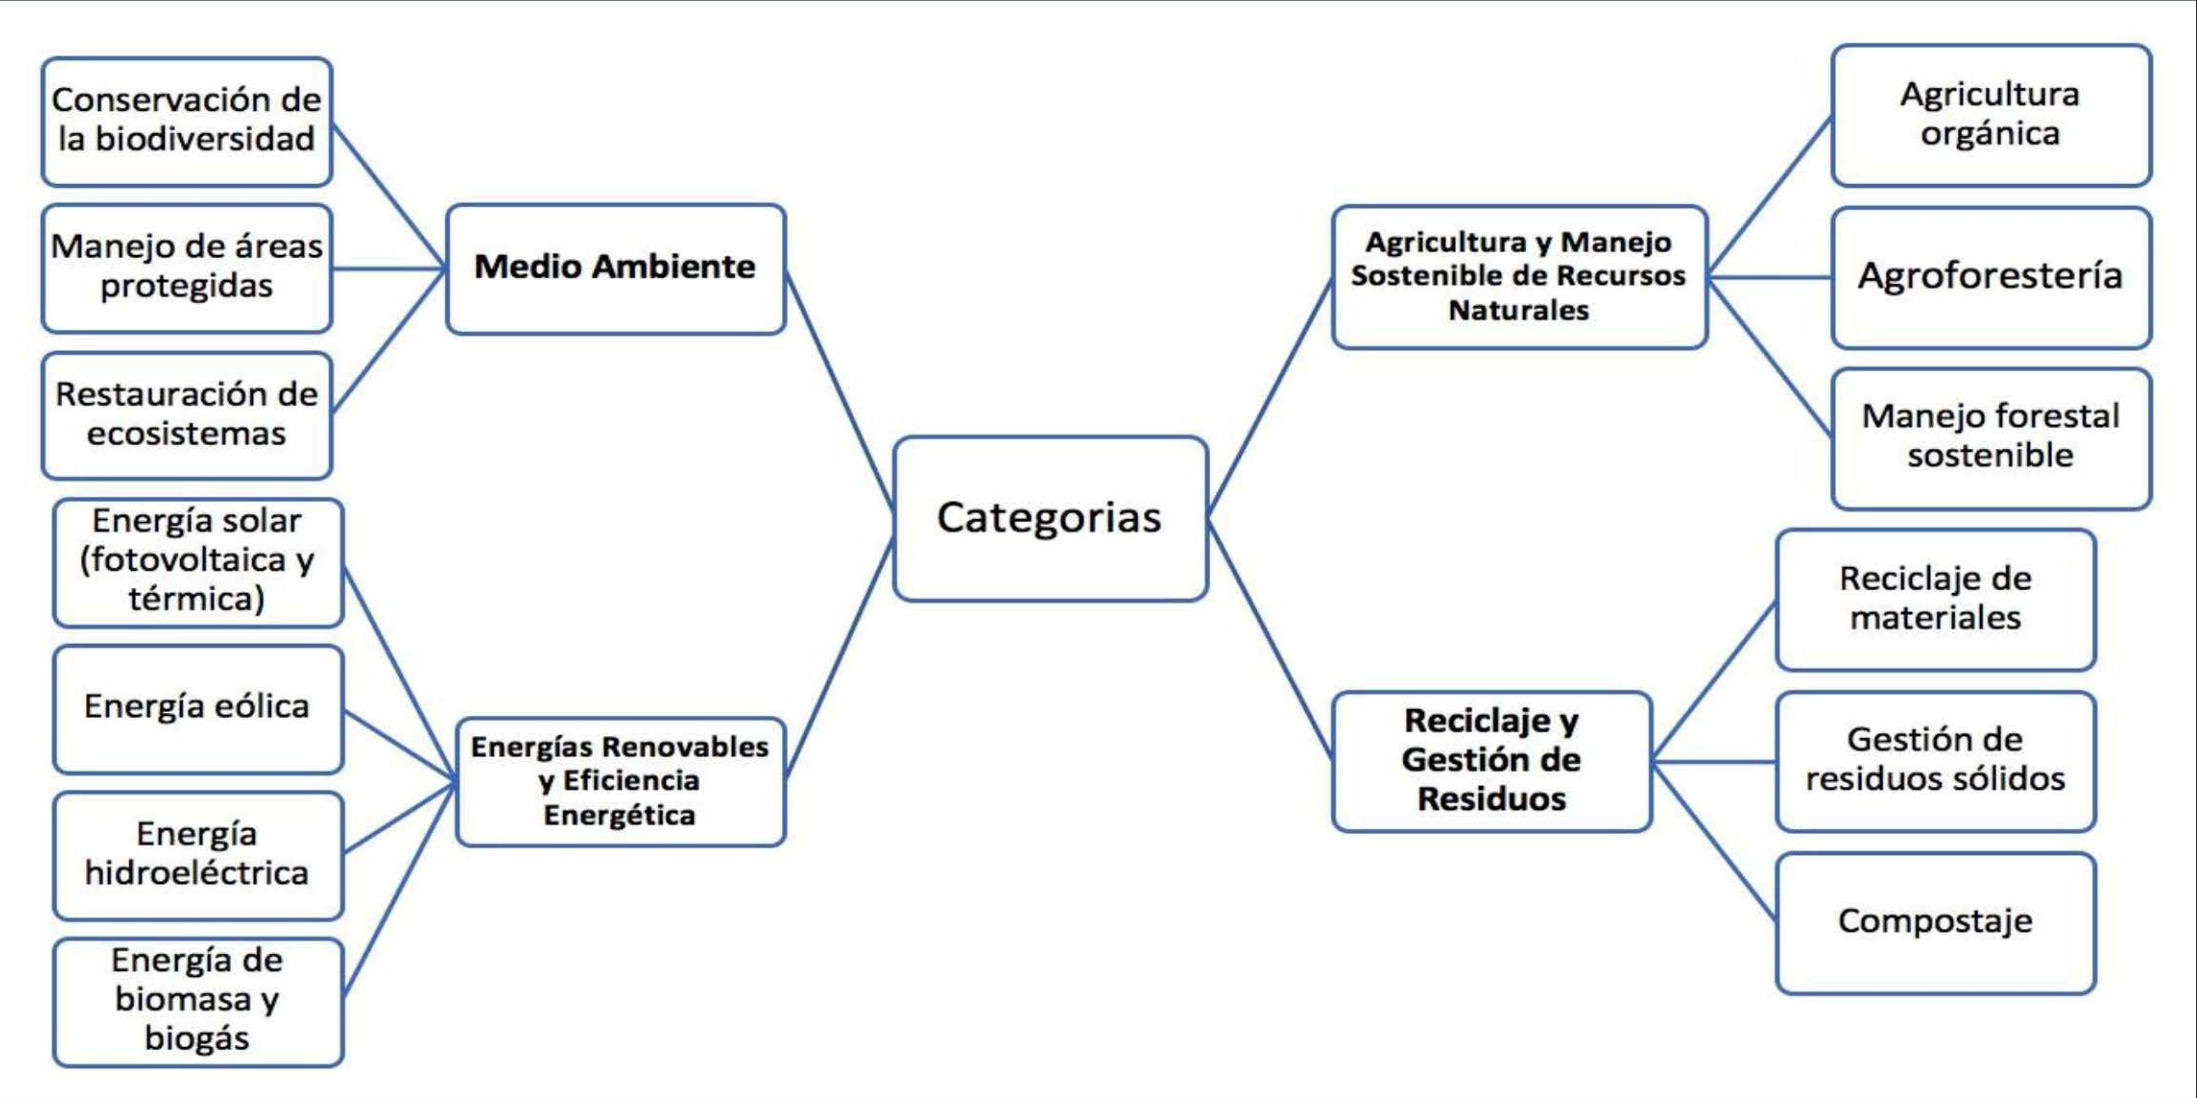 Conservación de
la biodiversidad
Manejo de áreas
protegidas
Restauración de
ecosistemas
Medio Ambiente
Energía solar
(fotovoltaica y
térmica)
Energía eólica
Energía
hidroeléctrica
Energía de
biomasa y
biogás
Energías Renovables
y Eficiencia
Energética
Categorias
Agricultura y Manejo
Sostenible de Recursos
Naturales
Agricultura
orgánica
Agroforestería
Manejo forestal
sostenible
Reciclaje y
Gestión de
Residuos
Reciclaje de
materiales
Gestión de
residuos sólidos
Compostaje